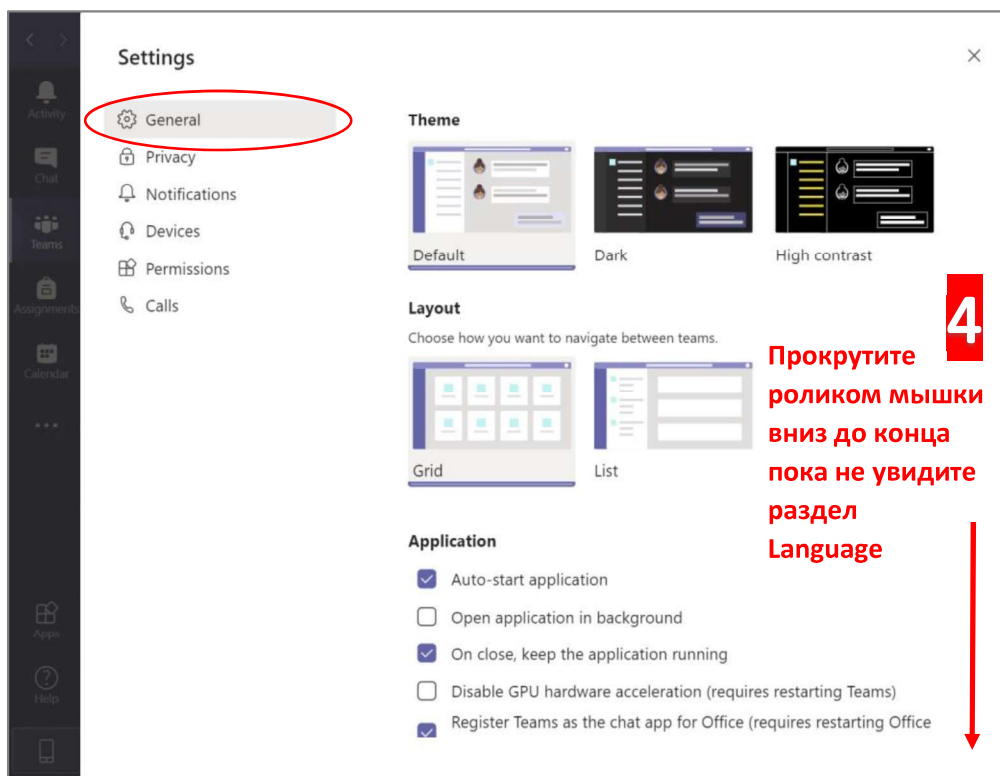 Settings
Activity
Chat
Teams
Assignments
Calendar
Apps
Help
General
Privacy
Notifications
Devices
Permissions
Calls
Theme
Default
Dark
High contrast
Layout
Choose how you want to navigate between teams.
Grid
List
4
Прокрутите
роликом мышки
вниз до конца
пока не увидите
раздел
Language
Application
Auto-start application
Open application in background
On close, keep the application running
Disable GPU hardware acceleration (requires restarting Teams)
Register Teams as the chat app for Office (requires restarting Office